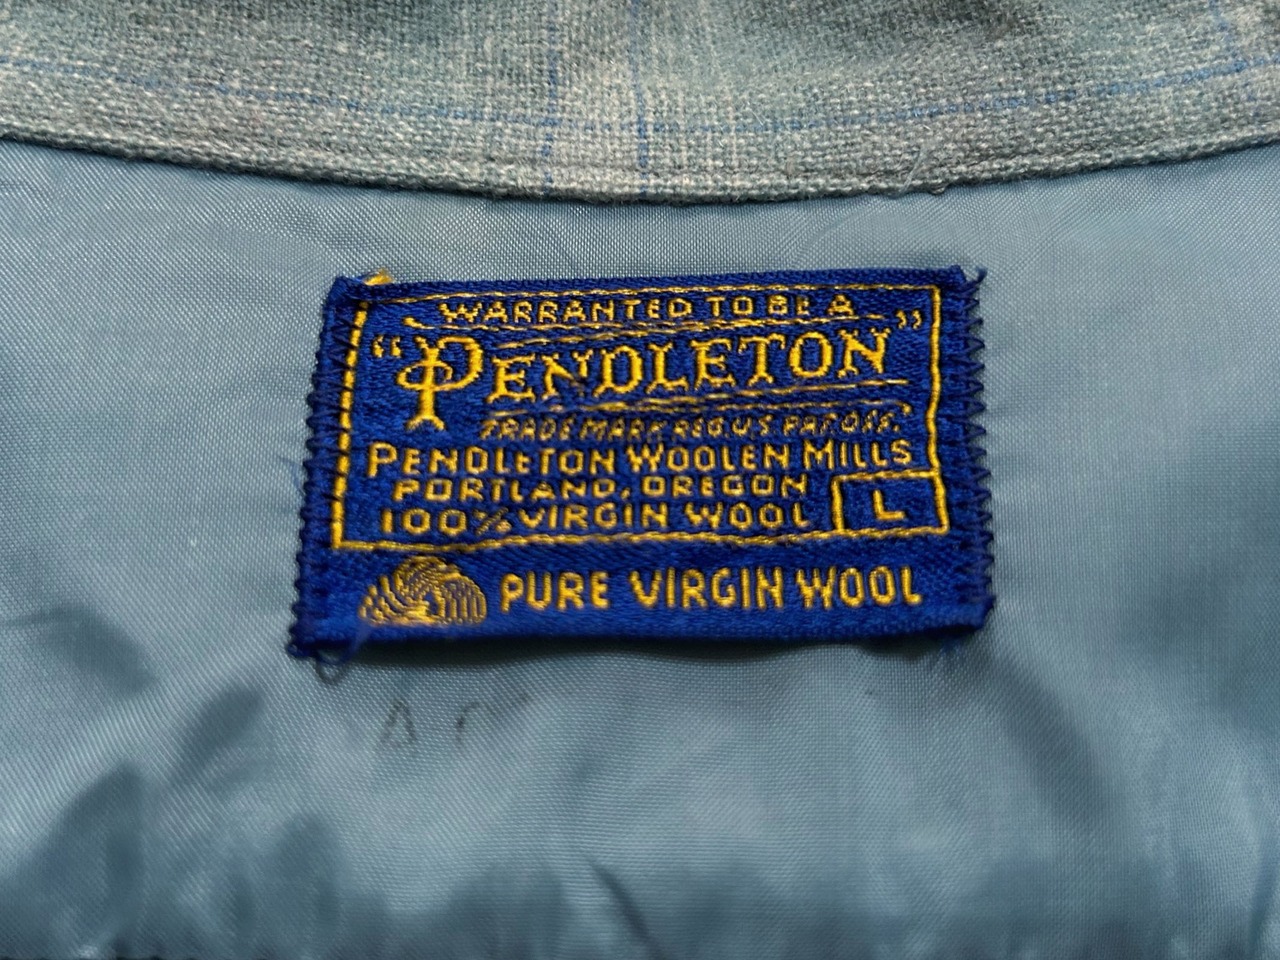 WARRANTED TO BE A
"PENDLETON"
TRADE MARK REG. U.S. PAT. OFF.
PENDLETON WOOLEN MILLS
PORTLAND, OREGON
100% VIRGIN WOOL
L
PURE VIRGIN WOOL